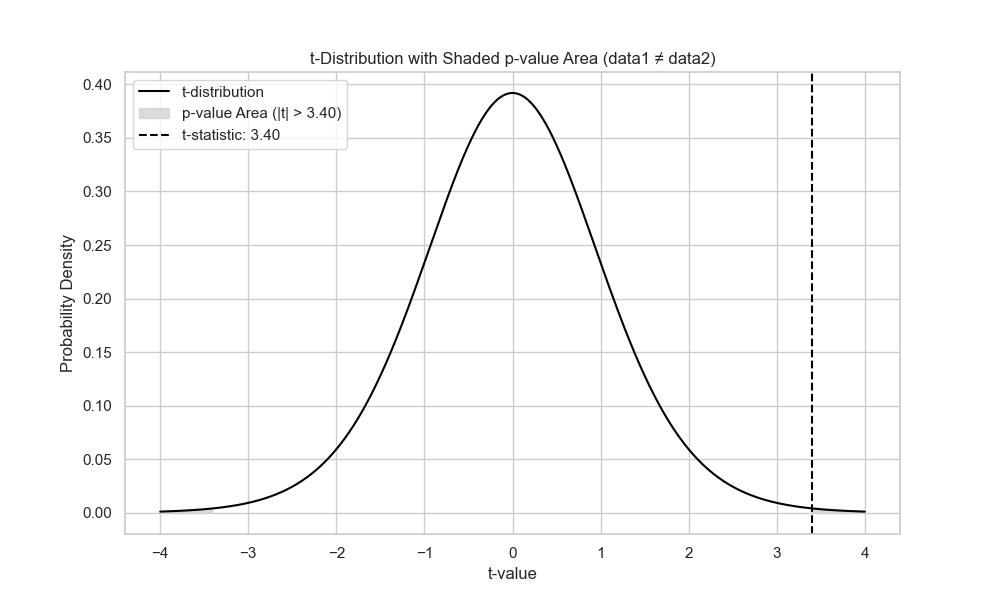 t-Distribution with Shaded p-value Area (data1 ≠ data2)
t-distribution
p-value Area (|t| > 3.40)
t-statistic: 3.40
Probability Density
0.40
0.35
0.30
0.25
0.20
0.15
0.10
0.05
0.00
−4 −3 −2 −1 0 1 2 3 4
t-value